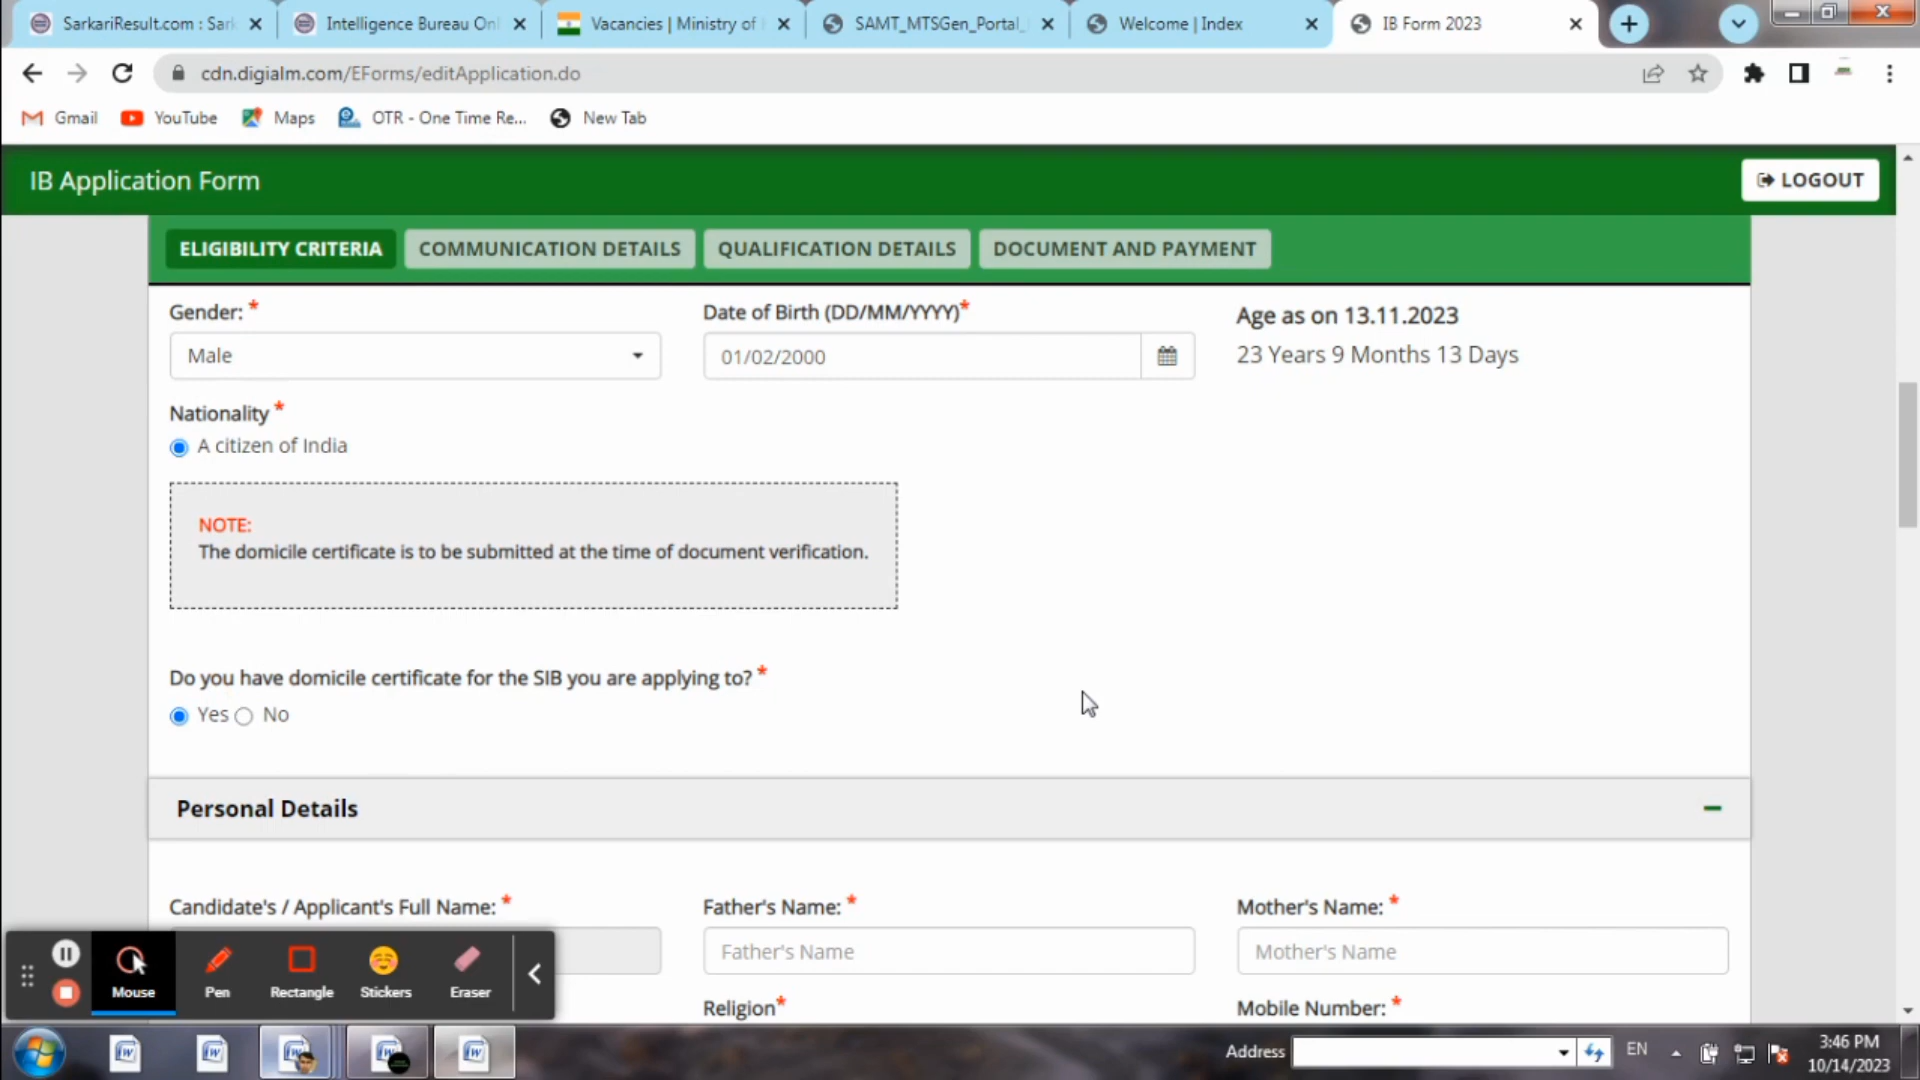 SarkariResult.com : Sark
Intelligence Bureau Onl
Vacancies | Ministry of
SAMT_MTSGen_Portal_
Welcome | Index
IB Form 2023
cdn.digialm.com/EForms/editApplication.do
Gmail YouTube Maps OTR - One Time Re... New Tab
IB Application Form
LOGOUT
ELIGIBILITY CRITERIA COMMUNICATION DETAILS QUALIFICATION DETAILS DOCUMENT AND PAYMENT
Gender: * Date of Birth (DD/MM/YYYY)* Age as on 13.11.2023
Male 01/02/2000 23 Years 9 Months 13 Days
Nationality *
A citizen of India
NOTE:
The domicile certificate is to be submitted at the time of document verification.
Do you have domicile certificate for the SIB you are applying to? *
Yes No
Personal Details
Candidate's / Applicant's Full Name: * Father's Name: * Mother's Name: *
Father's Name Mother's Name
Religion* Mobile Number: *
Mouse Pen Rectangle Stickers Eraser
Address EN 3:46 PM
10/14/2023